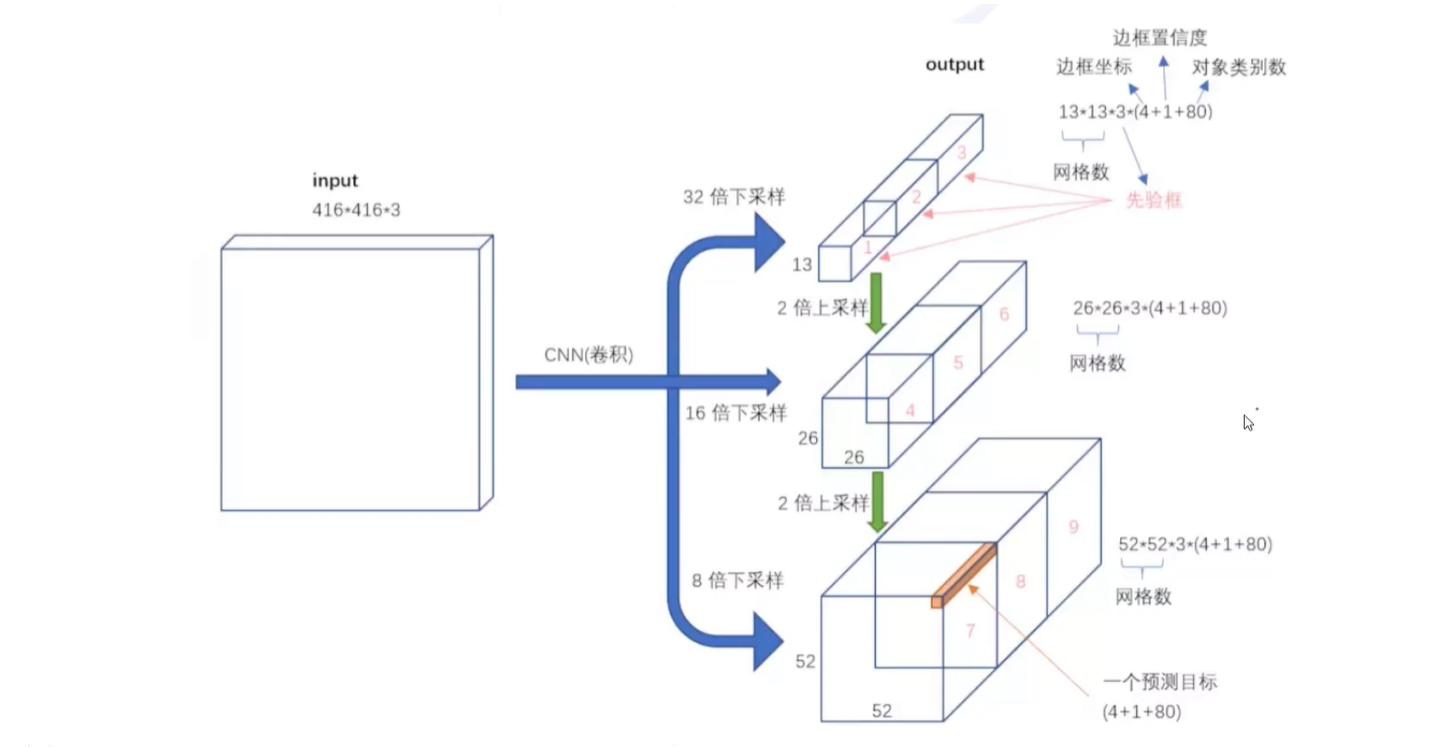 input
416*416*3
CNN(卷积)
32 倍下采样
16 倍下采样
8 倍下采样
output
边框置信度
边框坐标
对象类别数
13*13*3*(4+1+80)
网格数
先验框
3
2
1
13
2 倍上采样
6
5
4
26
26
26*26*3*(4+1+80)
网格数
2 倍上采样
9
8
7
52
52
52*52*3*(4+1+80)
网格数
一个预测目标
(4+1+80)